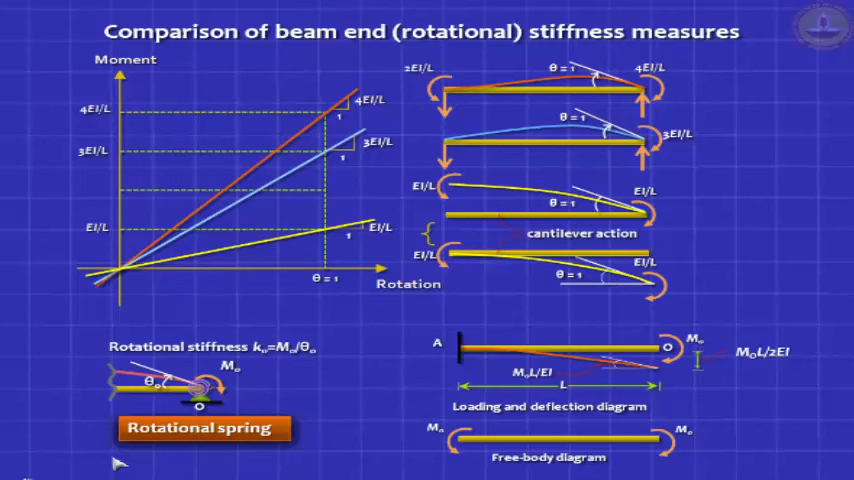 Comparison of beam end (rotational) stiffness measures
Moment
4EI/L
3EI/L
EI/L
4EI/L
1
3EI/L
1
EI/L
1
θ = 1
Rotation
2EI/L
θ = 1
4EI/L
θ = 1
3EI/L
EI/L
θ = 1
EI/L
cantilever action
EI/L
θ = 1
EI/L
Rotational stiffness kₒ=Mₒ/θₒ
Mₒ
θₒ
O
Rotational spring
A
O
Mₒ
MₒL/2EI
MₒL/EI
L
Loading and deflection diagram
Mₒ
Mₒ
Free-body diagram